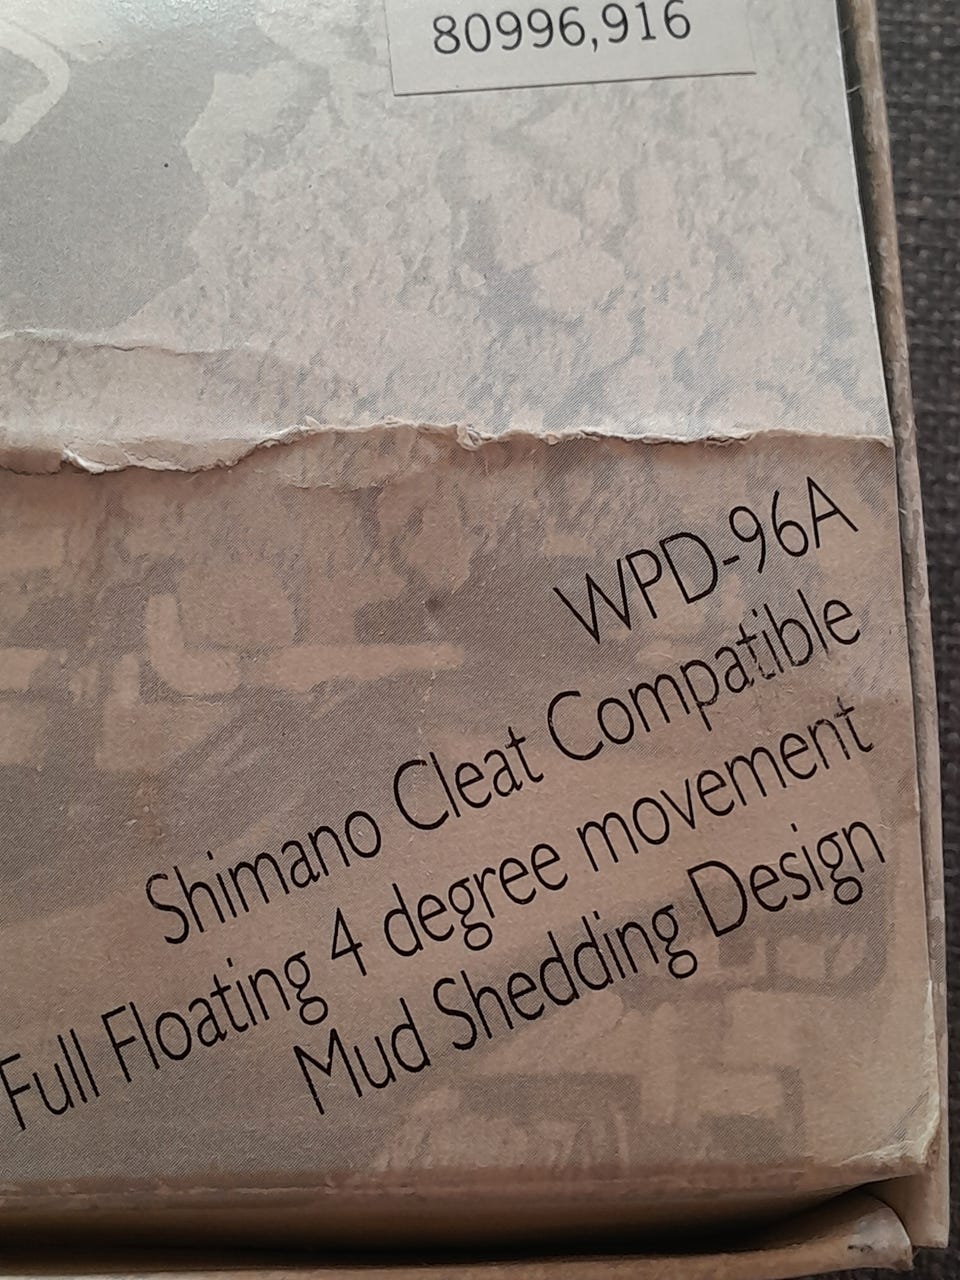 80996,916
WPD-96A
Shimano Cleat Compatible
Full Floating 4 degree movement
Mud Shedding Design